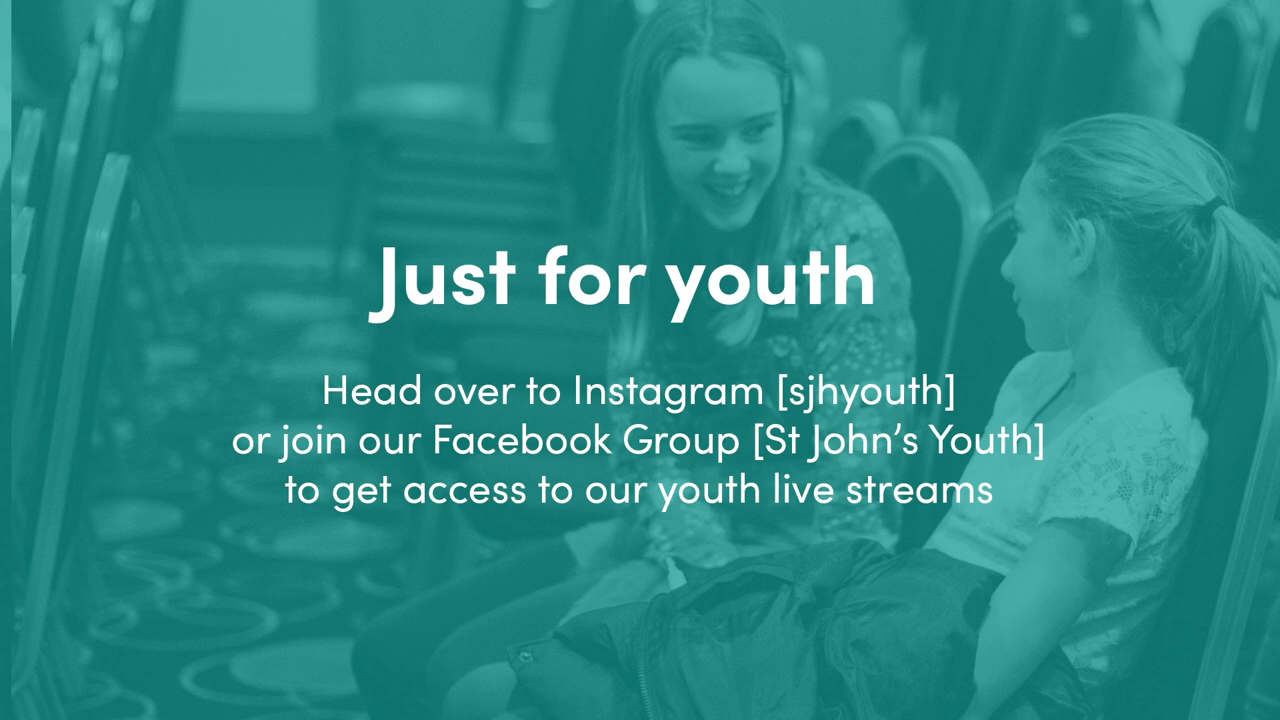 Just for youth
Head over to Instagram [sjhyouth]
or join our Facebook Group [St John’s Youth]
to get access to our youth live streams